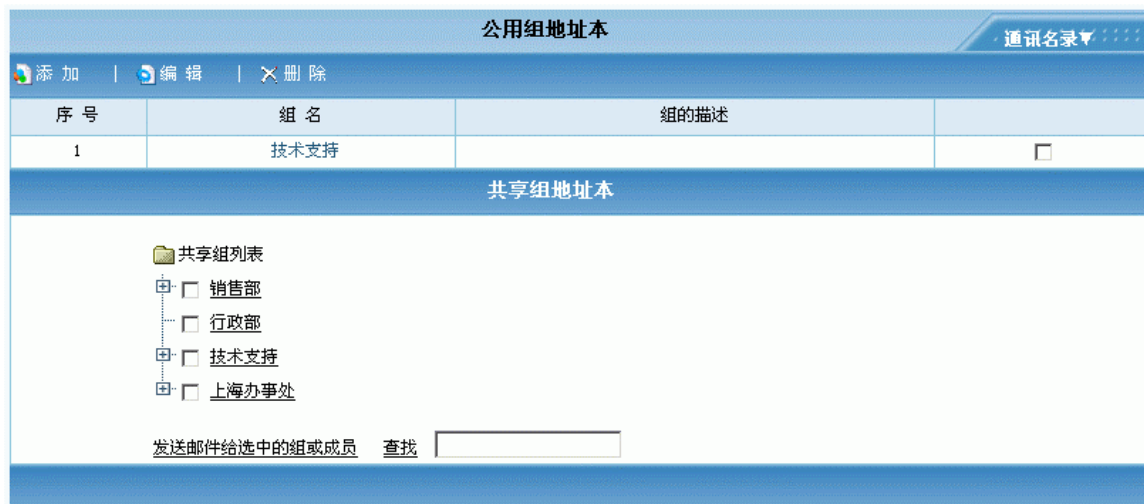 公用组地址本
通讯名录▼
添 加 | 编 辑 | 删 除
序 号 组 名 组的描述
1 技术支持
共享组地址本
共享组列表
销售部
行政部
技术支持
上海办事处
发送邮件给选中的组或成员 查找